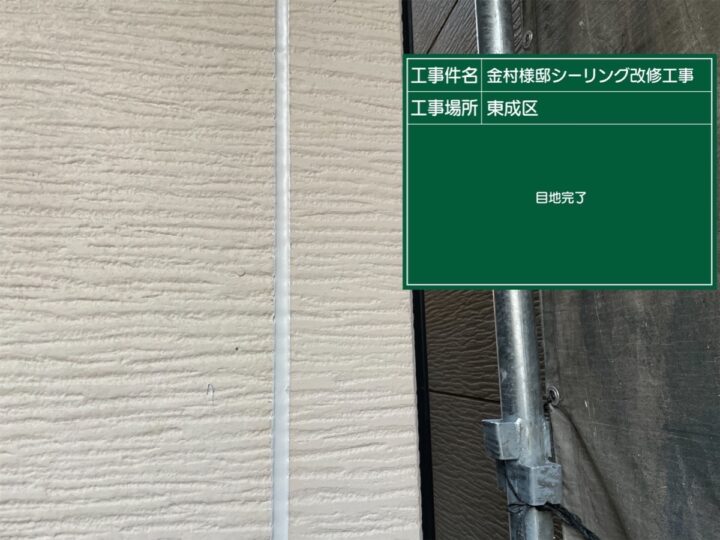 工事件名 金村様邸シーリング改修工事
工事場所 東成区
目地完了